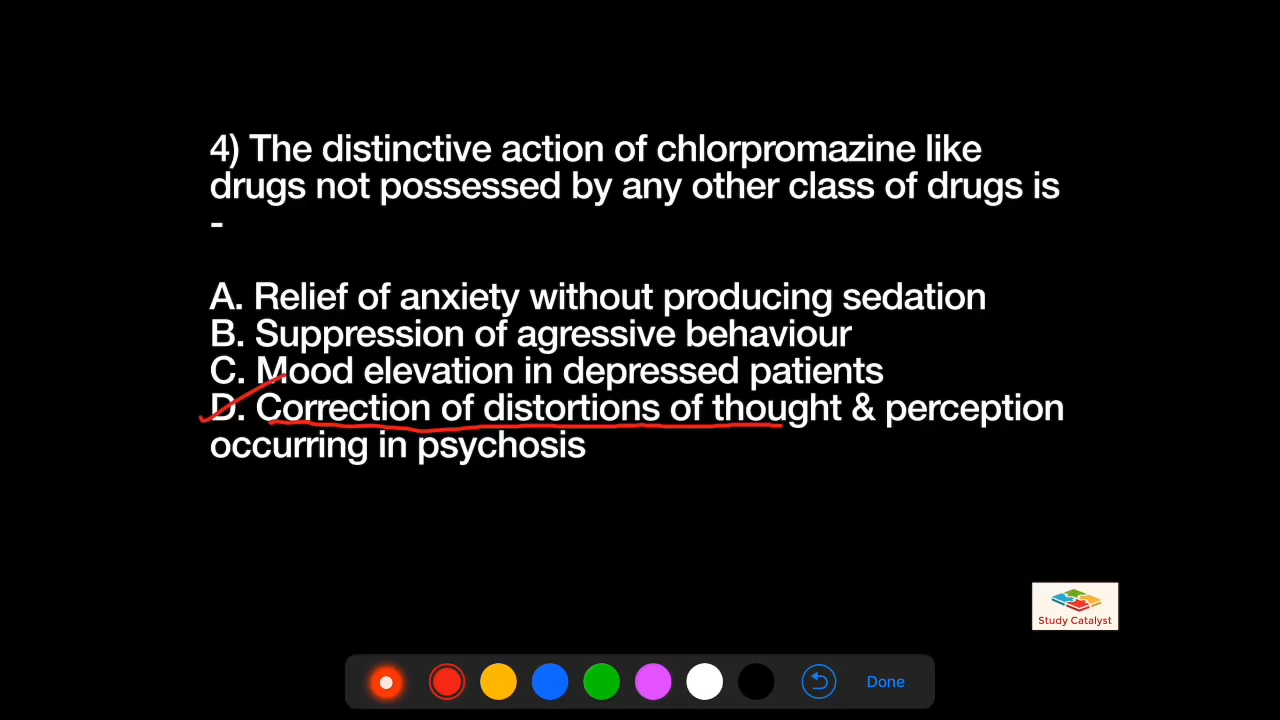 4) The distinctive action of chlorpromazine like
drugs not possessed by any other class of drugs is
-
A. Relief of anxiety without producing sedation
B. Suppression of agressive behaviour
C. Mood elevation in depressed patients
D. Correction of distortions of thought & perception
occurring in psychosis
Study Catalyst
Done